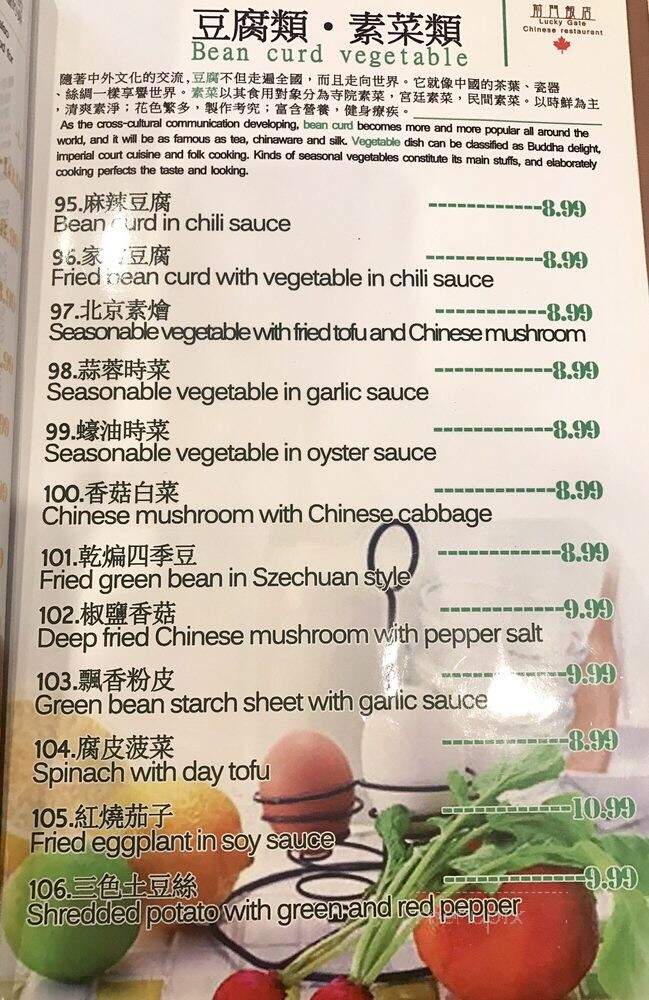 豆腐類・素菜類
Bean curd vegetable
前門飯店
Lucky Gate
Chinese restaurant
隨著中外文化的交流,豆腐不但走遍全國，而且走向世界。它就像中國的茶葉、瓷器
、絲綢一樣享譽世界。素菜以其食用對象分為寺院素菜，宮廷素菜，民間素菜。以時鮮為主
，清爽素淨；花色繁多，製作考究；富含營養，健身療疾。
As the cross-cultural communication developing, bean curd becomes more and more popular all around the
world, and it will be as famous as tea, chinaware and silk. Vegetable dish can be classified as Buddha delight,
imperial court cuisine and folk cooking. Kinds of seasonal vegetables constitute its main stuffs, and elaborately
cooking perfects the taste and looking.
95.麻辣豆腐 ------------8.99
Bean curd in chili sauce
96.家豆腐 ------------8.99
Fried bean curd with vegetable in chili sauce
97.北京素燴 ------------8.99
Seasonable vegetable with fried tofu and Chinese mushroom
98.蒜蓉時菜 ------------8.99
Seasonable vegetable in garlic sauce
99.蠔油時菜 ------------8.99
Seasonable vegetable in oyster sauce
100.香菇白菜 ------------8.99
Chinese mushroom with Chinese cabbage
101.乾煸四季豆 ------------8.99
Fried green bean in Szechuan style
102.椒鹽香菇 ------------9.99
Deep fried Chinese mushroom with pepper salt
103.飄香粉皮 ------------9.99
Green bean starch sheet with garlic sauce
104.腐皮菠菜 ------------8.99
Spinach with day tofu
105.紅燒茄子 ------------10.99
Fried eggplant in soy sauce
106.三色土豆絲 ------------9.99
Shredded potato with green and red pepper